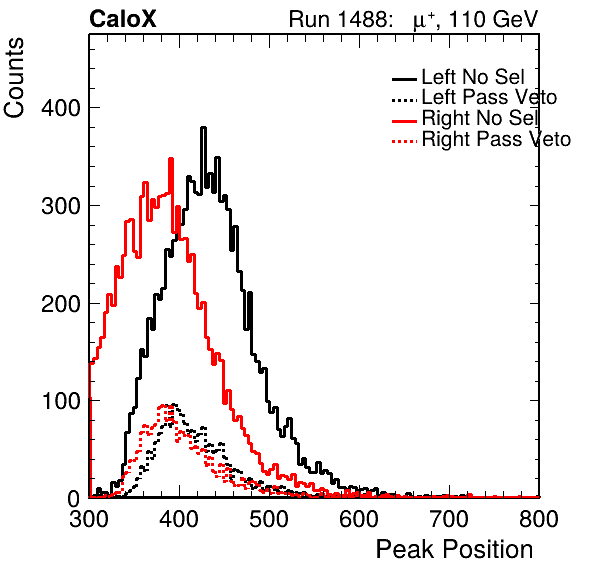 CaloX Run 1488: μ⁺, 110 GeV
Counts
Left No Sel
Left Pass Veto
Right No Sel
Right Pass Veto
400
300
200
100
0
300 400 500 600 700 800
Peak Position